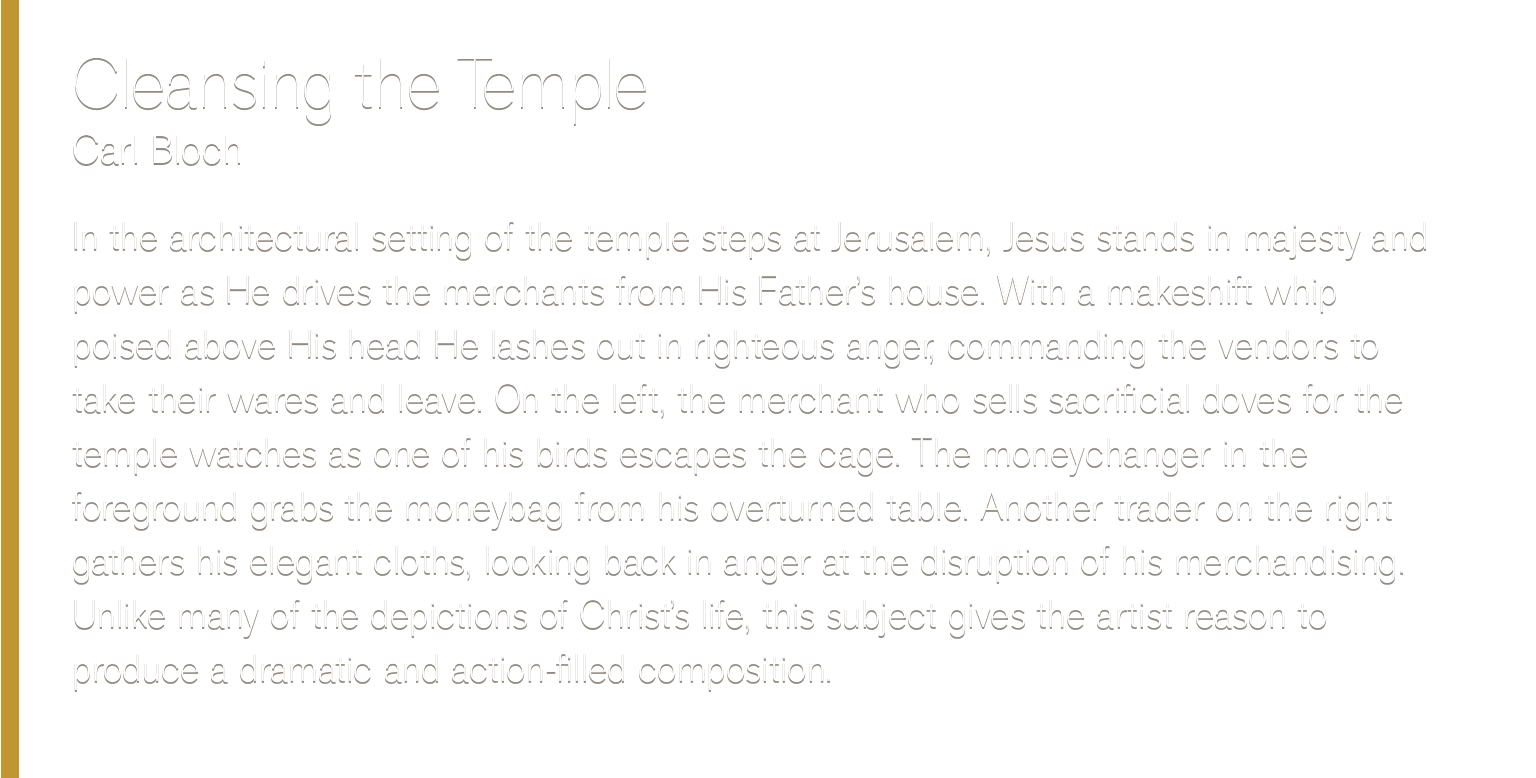 Cleansing the Temple
Carl Bloch
In the architectural setting of the temple steps at Jerusalem, Jesus stands in majesty and
power as He drives the merchants from His Father’s house. With a makeshift whip
poised above His head He lashes out in righteous anger, commanding the vendors to
take their wares and leave. On the left, the merchant who sells sacrificial doves for the
temple watches as one of his birds escapes the cage. The moneychanger in the
foreground grabs the moneybag from his overturned table. Another trader on the right
gathers his elegant cloths, looking back in anger at the disruption of his merchandising.
Unlike many of the depictions of Christ’s life, this subject gives the artist reason to
produce a dramatic and action-filled composition.